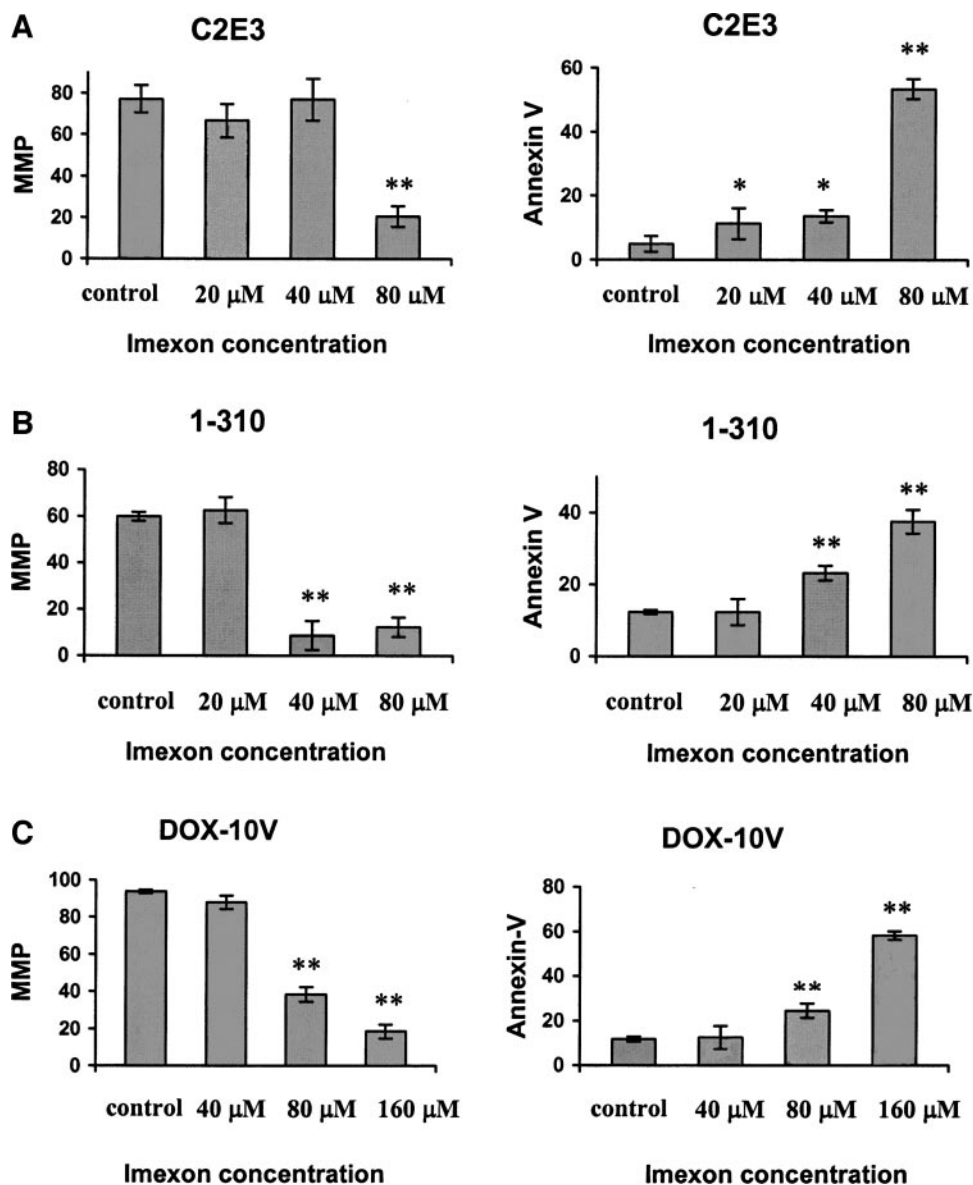 A
C2E3
C2E3
MMP
80
60
40
20
0
**
control 20 μM 40 μM 80 μM
Imexon concentration
Annexin V
60
40
20
0
*
*
**
control 20 μM 40 μM 80 μM
Imexon concentration
B
1-310
1-310
MMP
80
60
40
20
0
**
**
control 20 μM 40 μM 80 μM
Imexon concentration
Annexin V
40
20
0
**
**
control 20 μM 40 μM 80 μM
Imexon concentration
C
DOX-10V
DOX-10V
MMP
100
80
60
40
20
0
**
**
control 40 μM 80 μM 160 μM
Imexon concentration
Annexin-V
80
60
40
20
0
**
**
control 40 μM 80 μM 160 μM
Imexon concentration